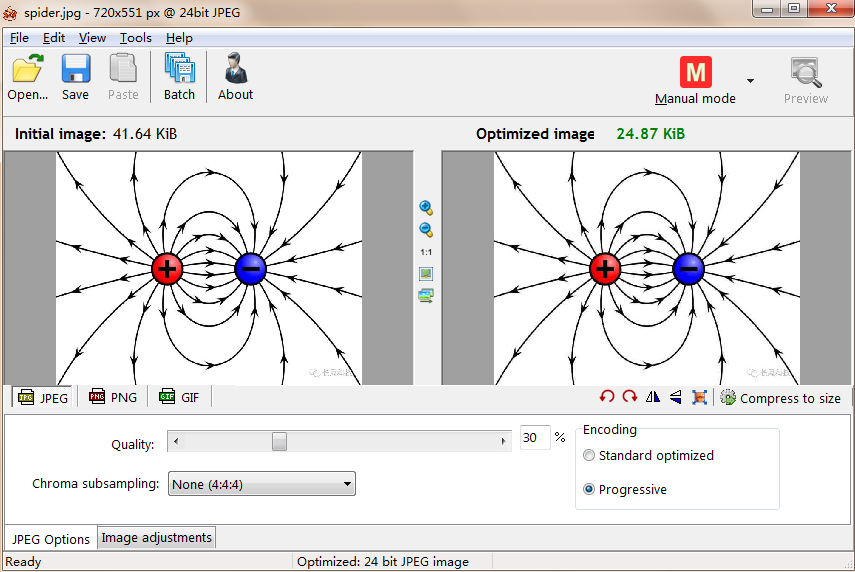 spider.jpg - 720x551 px @ 24bit JPEG
File Edit View Tools Help
Open... Save Paste Batch About
M
Manual mode
Preview
Initial image: 41.64 KiB
Optimized image 24.87 KiB
1:1
JPG JPEG PNG PNG GIF GIF
Compress to size
Quality: 30 %
Chroma subsampling: None (4:4:4)
Encoding
Standard optimized
Progressive
JPEG Options Image adjustments
Ready Optimized: 24 bit JPEG image